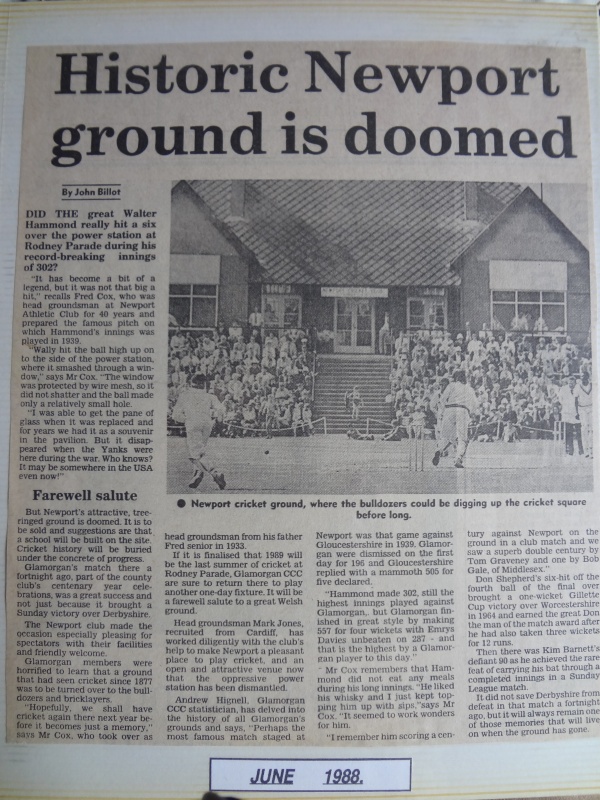 Historic Newport
ground is doomed
By John Billot
DID THE great Walter
Hammond really hit a six
over the power station at
Rodney Parade during his
record-breaking innings
of 302?
"It has become a bit of a
legend, but it was not that big a
hit," recalls Fred Cox, who was
head groundsman at Newport
Athletic Club for 40 years and
prepared the famous pitch on
which Hammond's innings was
played in 1939.
"Wally hit the ball high up on
to the side of the power station,
where it smashed through a win-
dow," says Mr Cox. "The window
was protected by wire mesh, so it
did not shatter and the ball made
only a relatively small hole.
"I was able to get the pane of
glass when it was replaced and
for years we had it as a souvenir
in the pavilion. But it disap-
peared when the Yanks were
here during the war. Who knows?
It may be somewhere in the USA
even now!"
Farewell salute
But Newport's attractive, tree-
ringed ground is doomed. It is to
be sold and suggestions are that
a school will be built on the site.
Cricket history will be buried
under the concrete of progress.
Glamorgan's match there a
fortnight ago, part of the county
club's centenary year cele-
brations, was a great success and
not just because it brought a
Sunday victory over Derbyshire.
The Newport club made the
occasion especially pleasing for
spectators with their facilities
and friendly welcome.
Glamorgan members were
horrified to learn that a ground
that had seen cricket since 1877
was to be turned over to the bull-
dozers and bricklayers.
"Hopefully, we shall have
cricket again there next year be-
fore it becomes just a memory,"
says Mr Cox, who took over as
NEWPORT CRICKET GROUND
● Newport cricket ground, where the bulldozers could be digging up the cricket square
before long.
head groundsman from his father
Fred senior in 1933.
If it is finalised that 1989 will
be the last summer of cricket at
Rodney Parade, Glamorgan CCC
are sure to return there to play
another one-day fixture. It will be
a farewell salute to a great Welsh
ground.
Head groundsman Mark Jones,
recruited from Cardiff, has
worked diligently with the club's
help to make Newport a pleasant
place to play cricket, and an
open and attractive venue now
that the oppressive power
station has been dismantled.
Andrew Hignell, Glamorgan
CCC statistician, has delved into
the history of all Glamorgan's
grounds and says, "Perhaps the
most famous match staged at
Newport was that game against
Gloucestershire in 1939. Glamor-
gan were dismissed on the first
day for 196 and Gloucestershire
replied with a mammoth 505 for
five declared.
"Hammond made 302, still the
highest innings played against
Glamorgan, but Glamorgan fin-
ished in great style by making
557 for four wickets with Emrys
Davies unbeaten on 287 - and
that is the highest by a Glamor-
gan player to this day."
Mr Cox remembers that Ham-
mond did not eat any meals
during his long innings. "He liked
his whisky and I just kept top-
ping him up with sips," says Mr
Cox. "It seemed to work wonders
for him.
"I remember him scoring a cen-
tury against Newport on the
ground in a club match and we
saw a superb double century by
Tom Graveney and one by Bob
Gale, of Middlesex."
Don Shepherd's six-hit off the
fourth ball of the final over
brought a one-wicket Gillette
Cup victory over Worcestershire
in 1964 and earned the great Don
the man of the match award after
he had also taken three wickets
for 12 runs.
Then there was Kim Barnett's
defiant 90 as he achieved the rare
feat of carrying his bat through a
completed innings in a Sunday
League match.
It did not save Derbyshire from
defeat in that match a fortnight
ago, but it will always remain one
of those memories that will live
on when the ground has gone.
JUNE 1988.